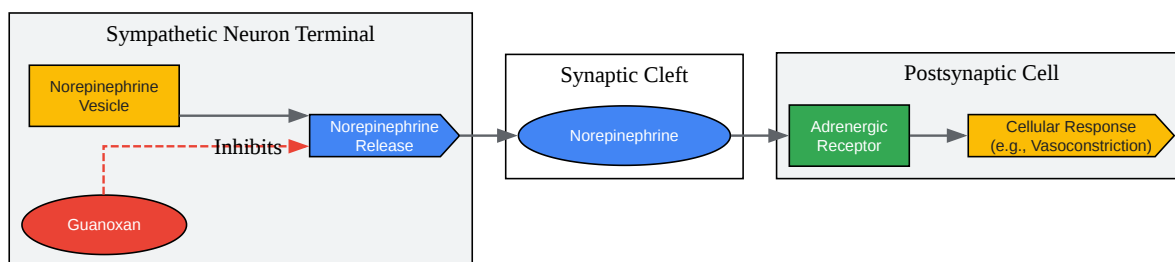 Sympathetic Neuron Terminal
Norepinephrine
Vesicle
Norepinephrine
Release
Inhibits
Guanoxan
Synaptic Cleft
Norepinephrine
Postsynaptic Cell
Adrenergic
Receptor
Cellular Response
(e.g., Vasoconstriction)